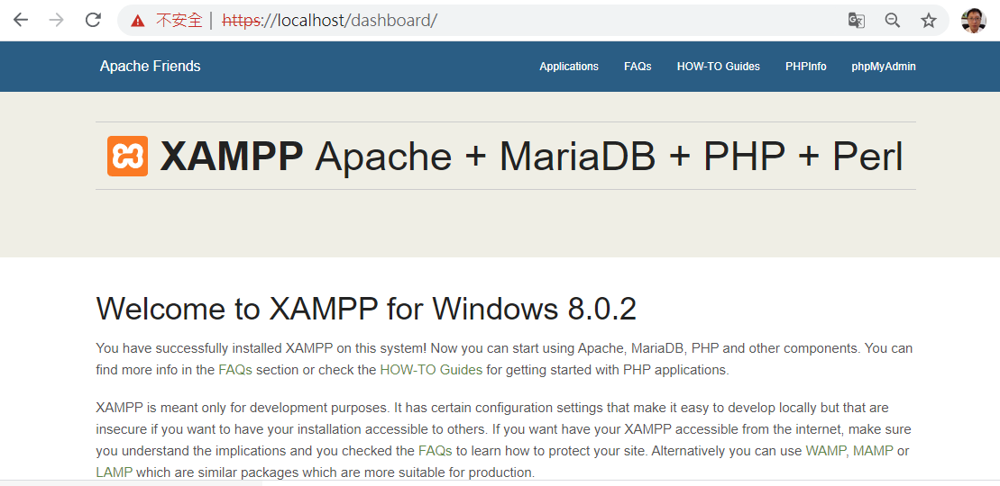 不安全 | https://localhost/dashboard/
Apache Friends Applications FAQs HOW-TO Guides PHPInfo phpMyAdmin
XAMPP Apache + MariaDB + PHP + Perl
Welcome to XAMPP for Windows 8.0.2
You have successfully installed XAMPP on this system! Now you can start using Apache, MariaDB, PHP and other components. You can
find more info in the FAQs section or check the HOW-TO Guides for getting started with PHP applications.
XAMPP is meant only for development purposes. It has certain configuration settings that make it easy to develop locally but that are
insecure if you want to have your installation accessible to others. If you want have your XAMPP accessible from the internet, make sure
you understand the implications and you checked the FAQs to learn how to protect your site. Alternatively you can use WAMP, MAMP or
LAMP which are similar packages which are more suitable for production.